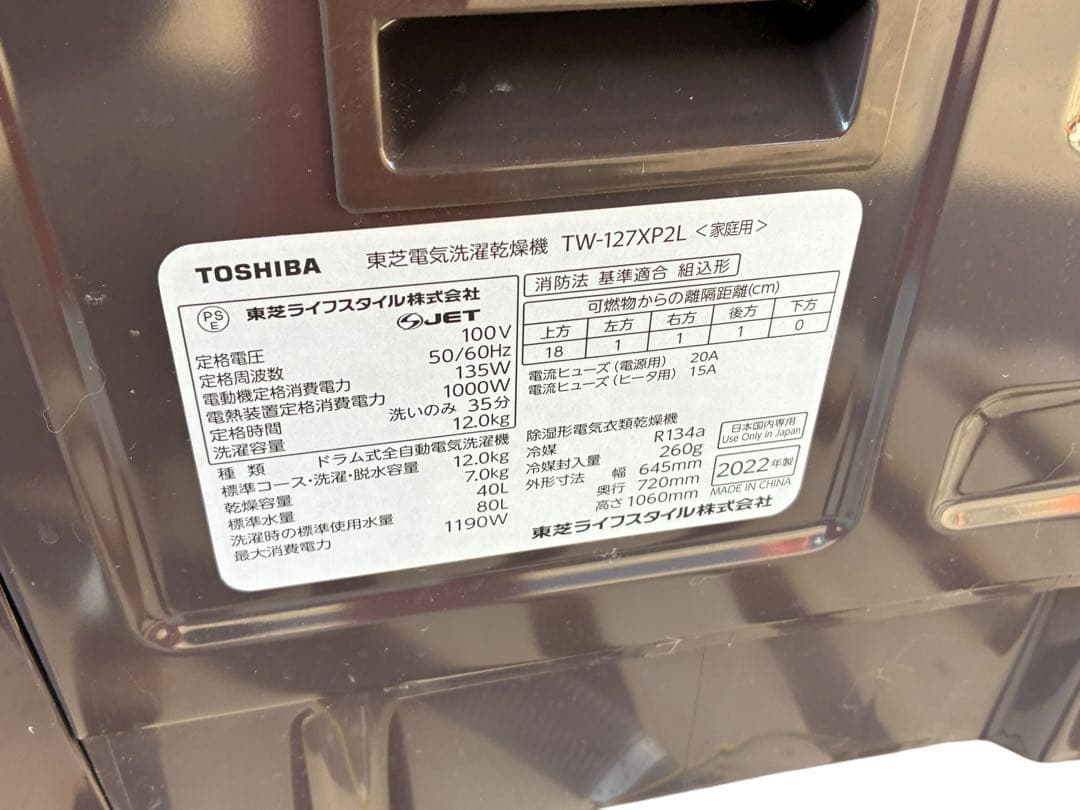 TOSHIBA 東芝電気洗濯乾燥機 TW-127XP2L <家庭用>
PS E 東芝ライフスタイル株式会社
JET
定格電圧 100V
定格周波数 50/60Hz
電動機定格消費電力 135W
電熱装置定格消費電力 1000W
定格時間 洗いのみ 35分
洗濯容量 12.0kg
種類 ドラム式全自動電気洗濯機
標準コース・洗濯・脱水容量 12.0kg
乾燥容量 7.0kg
標準水量 40L
洗濯時の標準使用水量 80L
最大消費電力 1190W
消防法 基準適合 組込形
可燃物からの離隔距離(cm)
上方 左方 右方 後方 下方
18 1 1 1 0
電流ヒューズ(電源用) 20A
電流ヒューズ(ヒータ用) 15A
除湿形電気衣類乾燥機
冷媒 R134a
冷媒封入量 260g
外形寸法 幅 645mm
奥行 720mm
高さ 1060mm
日本国内専用
Use Only in Japan
2022年製
MADE IN CHINA
東芝ライフスタイル株式会社